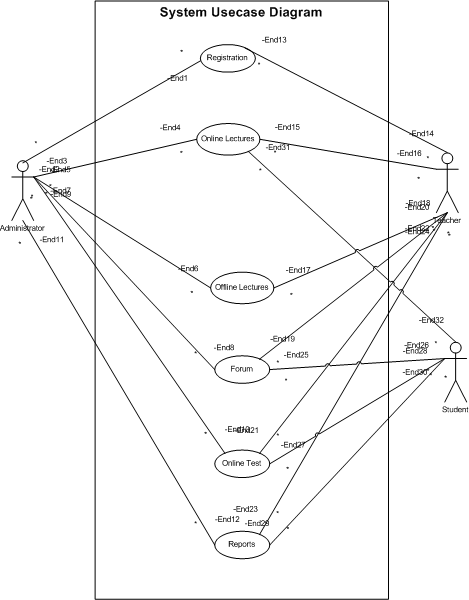 System Usecase Diagram
-End13
Registration
-End1
-End4
-End15
-End14
Online Lectures
-End31
-End16
-End3
Administrator
-End11
Teacher
-End6
-End17
Offline Lectures
-End32
-End19
-End8
-End25
-End26
-End28
Forum
-End30
Student
-End21
-End27
Online Test
-End23
-End12
-End29
Reports